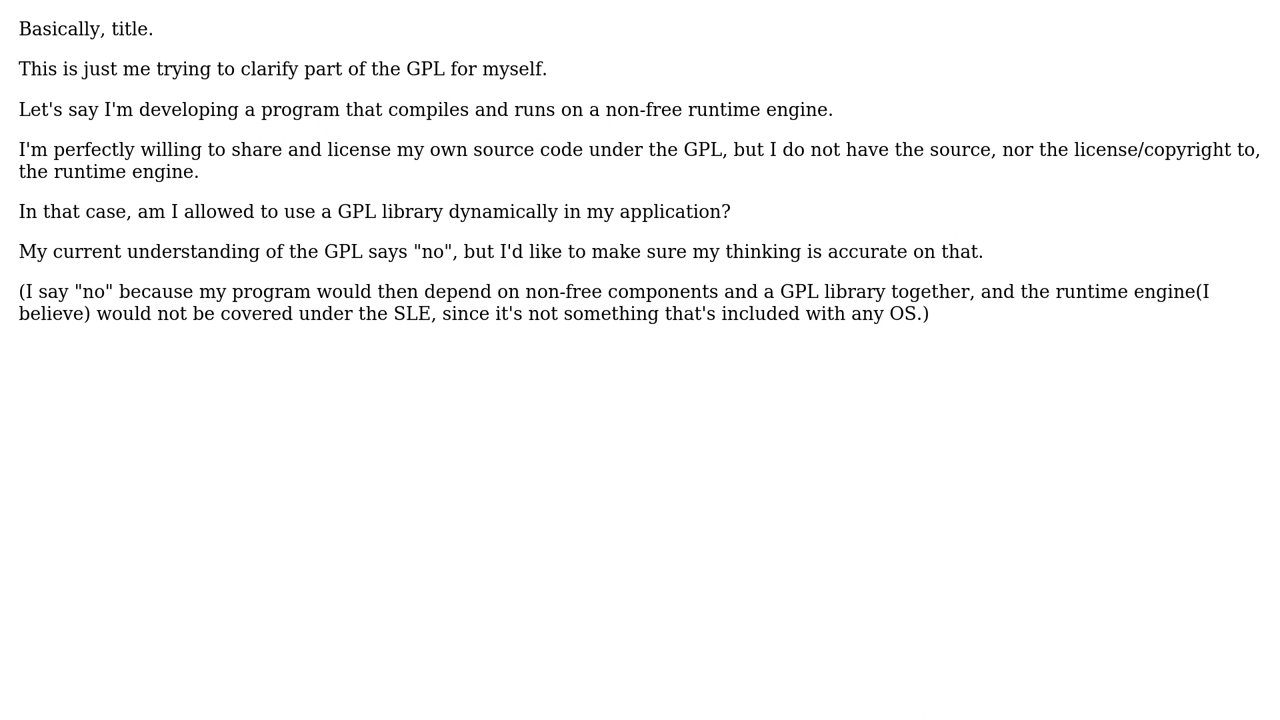 Basically, title.
This is just me trying to clarify part of the GPL for myself.
Let's say I'm developing a program that compiles and runs on a non-free runtime engine.
I'm perfectly willing to share and license my own source code under the GPL, but I do not have the source, nor the license/copyright to,
the runtime engine.
In that case, am I allowed to use a GPL library dynamically in my application?
My current understanding of the GPL says "no", but I'd like to make sure my thinking is accurate on that.
(I say "no" because my program would then depend on non-free components and a GPL library together, and the runtime engine(I
believe) would not be covered under the SLE, since it's not something that's included with any OS.)